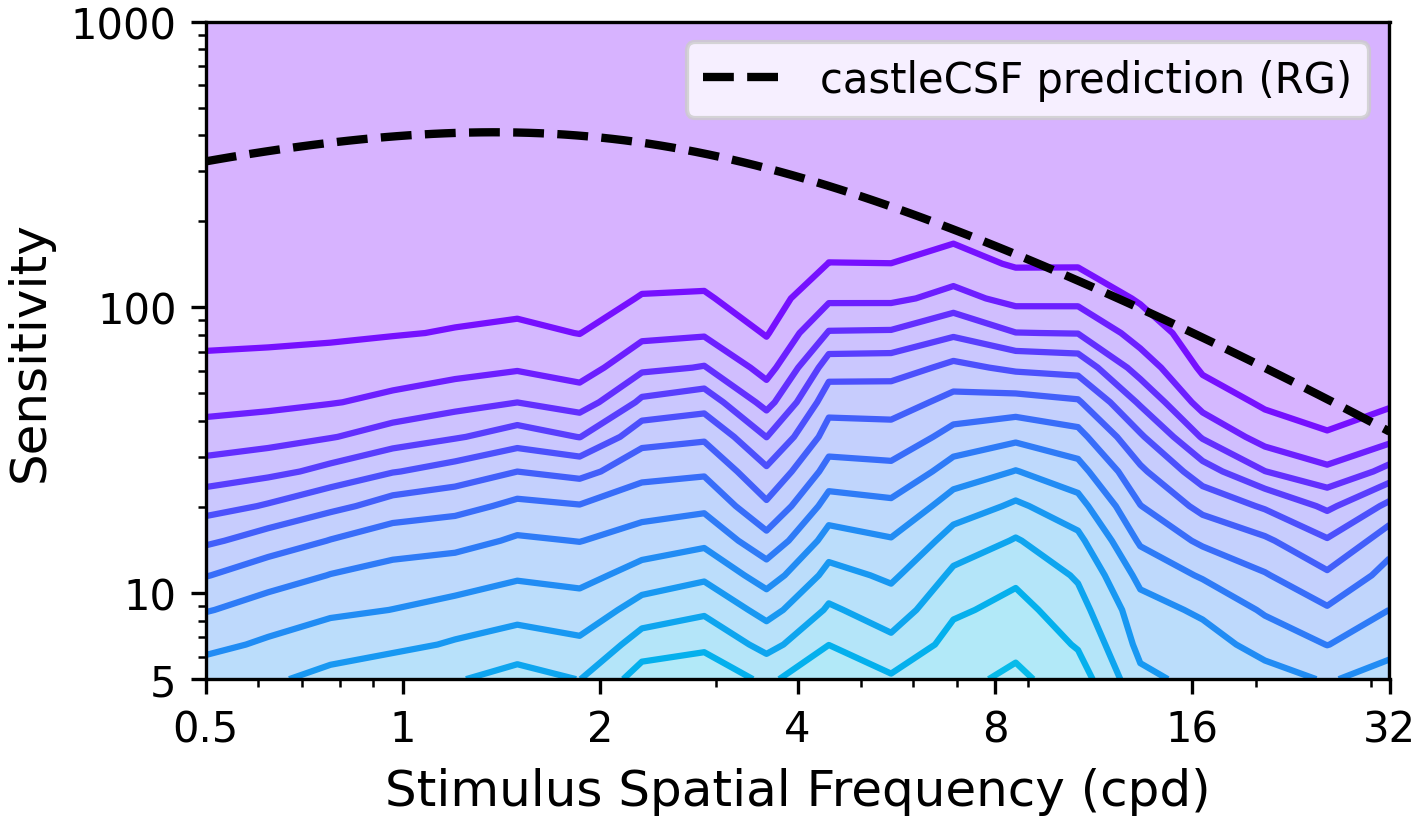 1000
castleCSF prediction (RG)
100
Sensitivity
10
5
0.5 1 2 4 8 16 32
Stimulus Spatial Frequency (cpd)